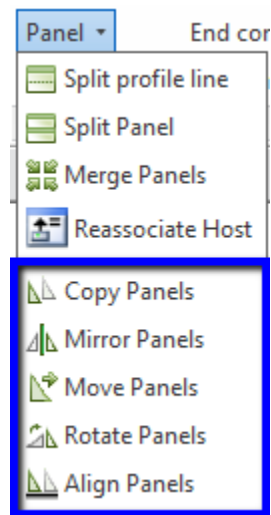 Panel
End cor
Split profile line
Split Panel
Merge Panels
Reassociate Host
Copy Panels
Mirror Panels
Move Panels
Rotate Panels
Align Panels